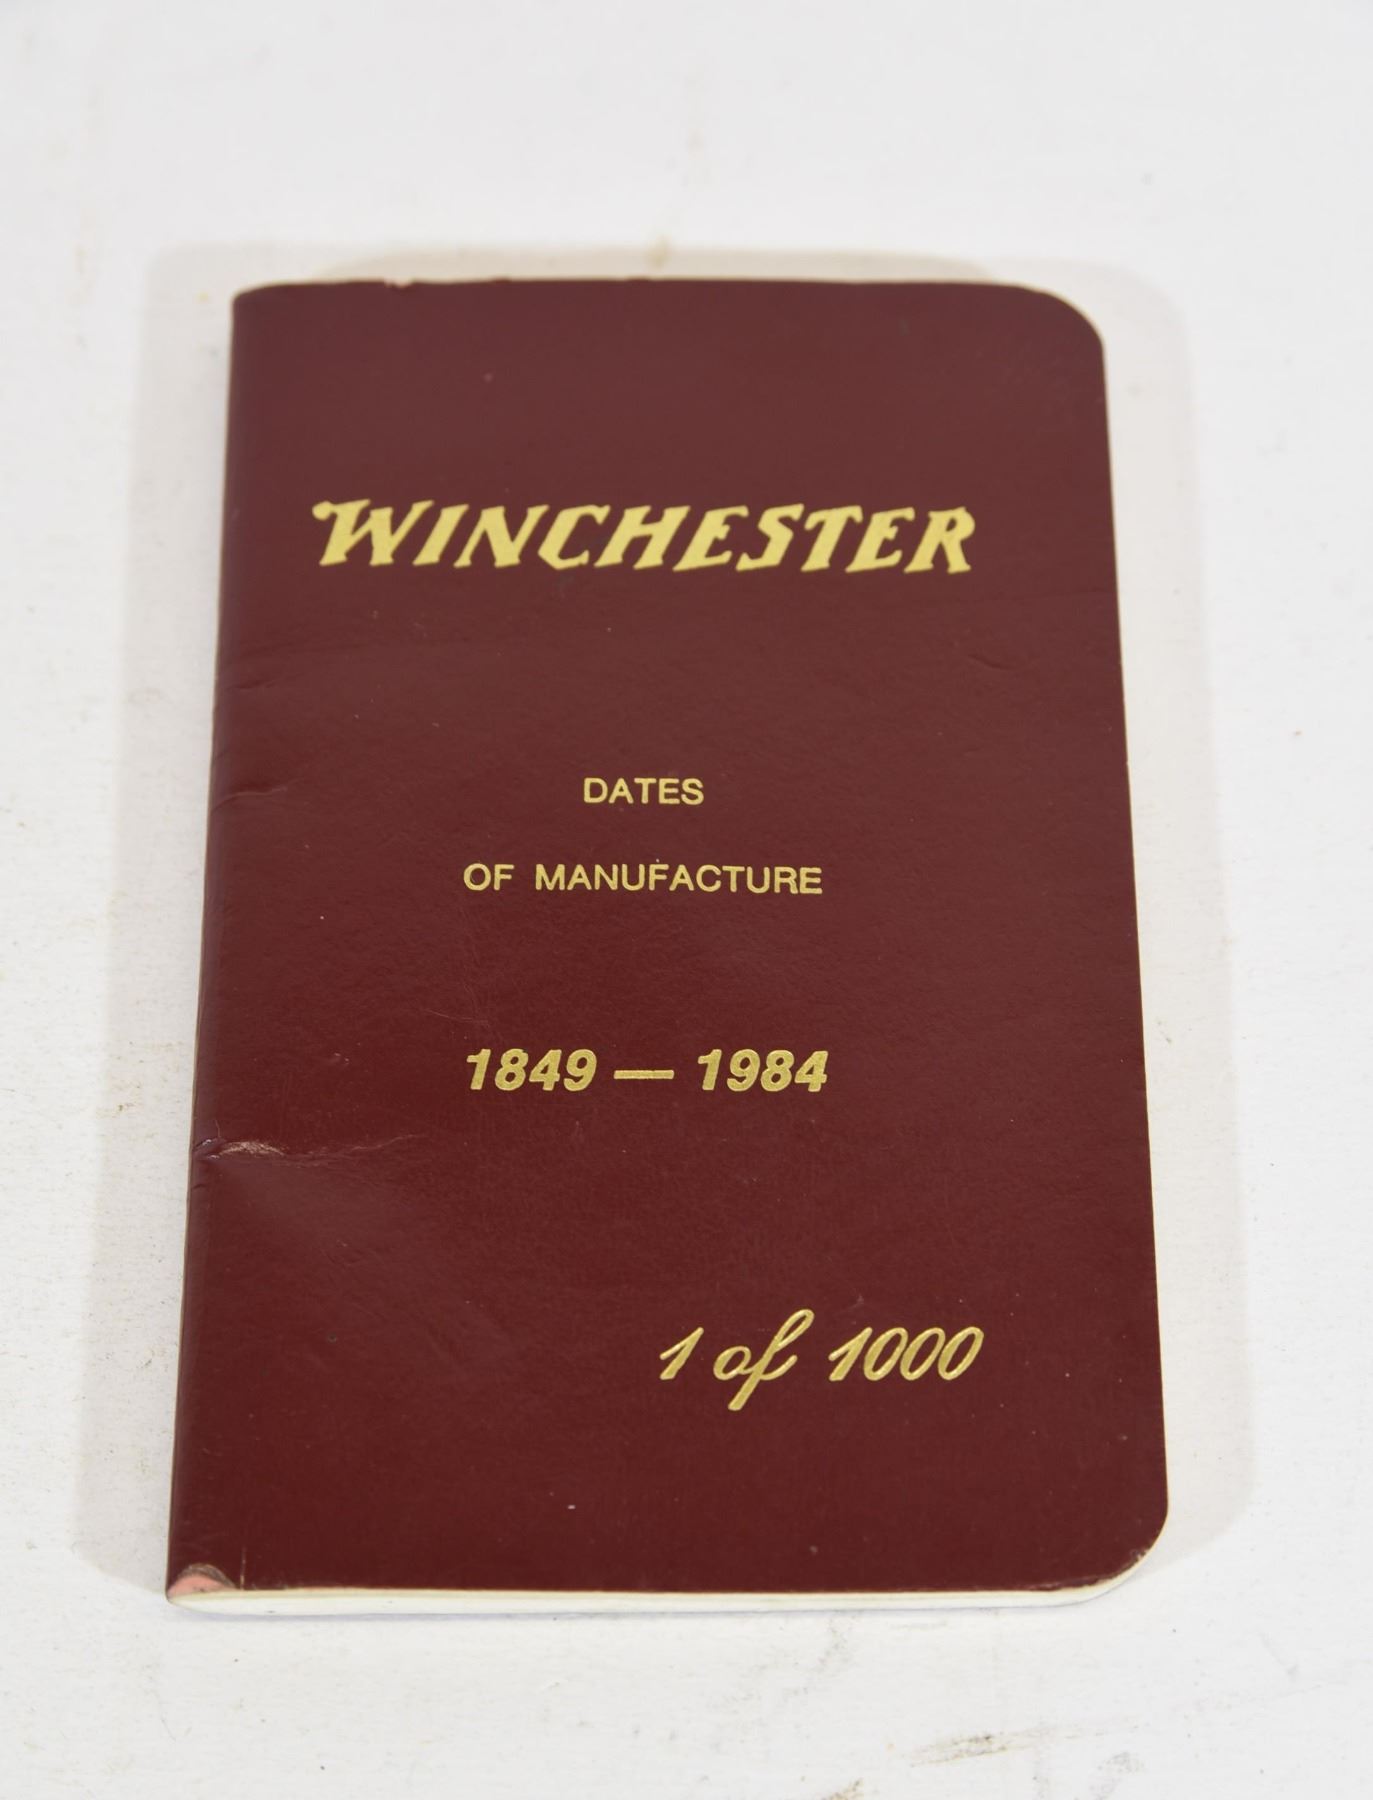 WINCHESTER
DATES
OF MANUFACTURE
1849 — 1984
1 of 1000